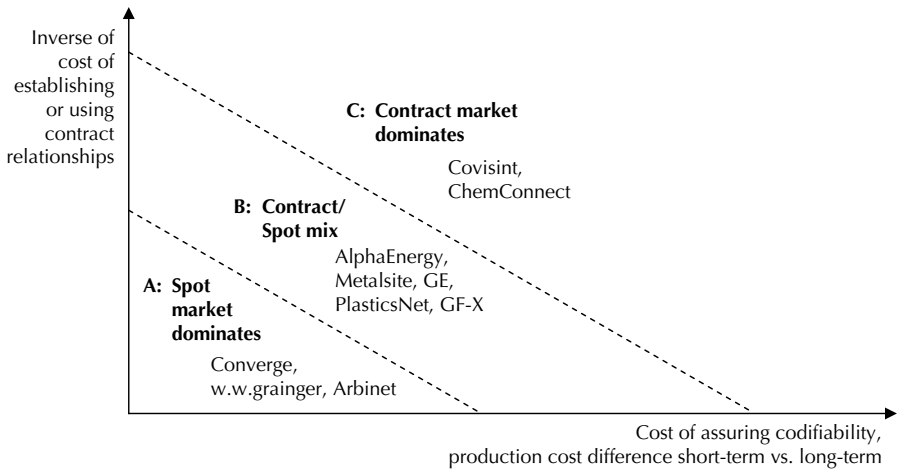 Inverse of
cost of
establishing
or using
contract
relationships
C: Contract market
dominates
Covisint,
ChemConnect
B: Contract/
Spot mix
AlphaEnergy,
Metalsite, GE,
PlasticsNet, GF-X
A: Spot
market
dominates
Converge,
w.w.grainger, Arbinet
Cost of assuring codifiability,
production cost difference short-term vs. long-term